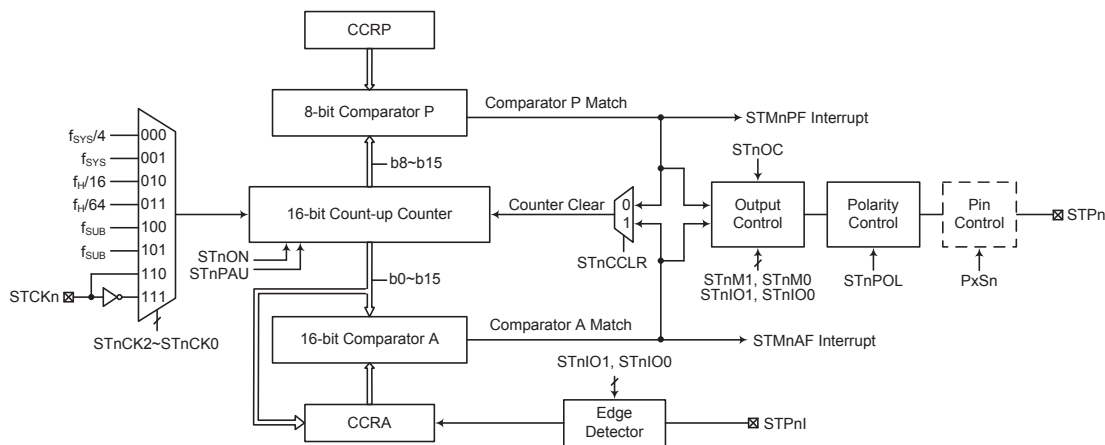 CCRP
8-bit Comparator P
Comparator P Match
STMnPF Interrupt
b8~b15
fSYS/4
000
fSYS
001
fH/16
010
fH/64
011
fSUB
100
fSUB
101
110
111
STCKn
STnCK2~STnCK0
16-bit Count-up Counter
STnON
STnPAU
Counter Clear
0
1
STnCCLR
STnOC
Output
Control
STnM1, STnM0
STnIO1, STnIO0
Polarity
Control
STnPOL
Pin
Control
PxSn
STPn
b0~b15
16-bit Comparator A
Comparator A Match
STMnAF Interrupt
STnIO1, STnIO0
CCRA
Edge
Detector
STPnI